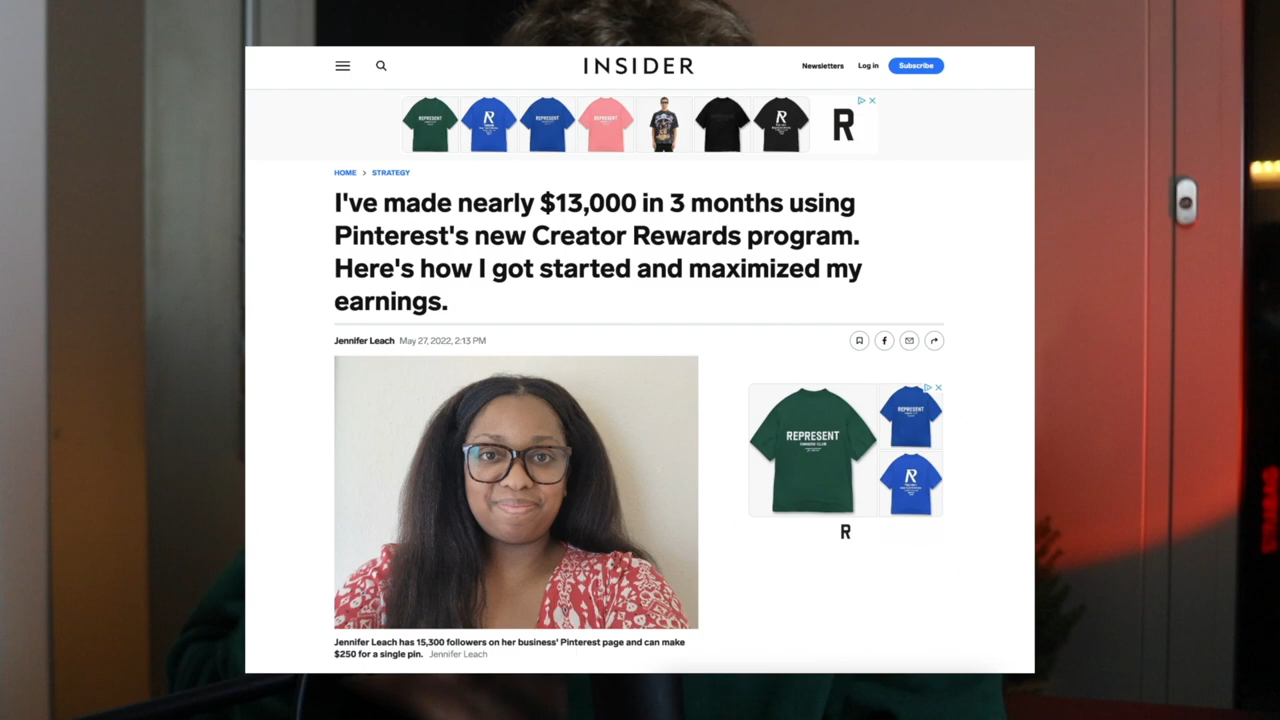 INSIDER
Newsletters
Log in
Subscribe
REPRESENT
R
REPRESENT
REPRESENT
R
R
HOME > STRATEGY
I've made nearly $13,000 in 3 months using
Pinterest's new Creator Rewards program.
Here's how I got started and maximized my
earnings.
Jennifer Leach May 27, 2022, 2:13 PM
REPRESENT
REPRESENT
R
R
Jennifer Leach has 15,300 followers on her business' Pinterest page and can make
$250 for a single pin. Jennifer Leach